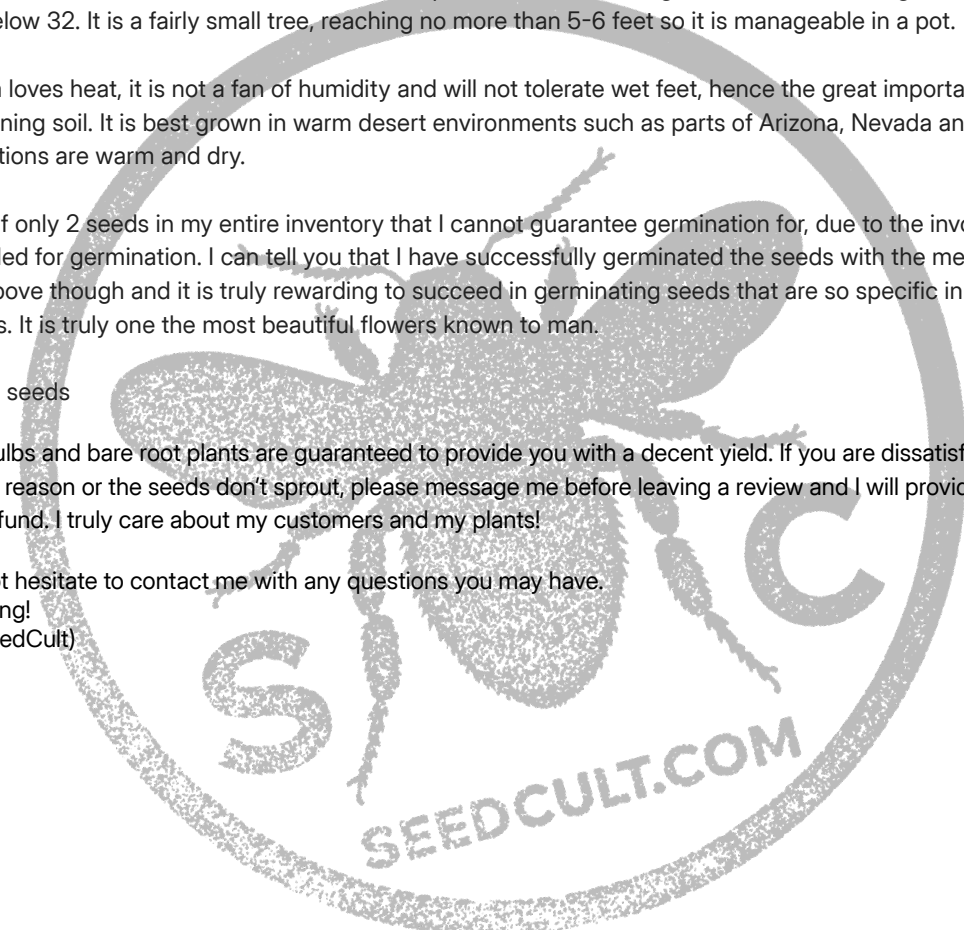 elow 32. It is a fairly small tree, reaching no more than 5-6 feet so it is manageable in a pot.
loves heat, it is not a fan of humidity and will not tolerate wet feet, hence the great importa
ning soil. It is best grown in warm desert environments such as parts of Arizona, Nevada an
tions are warm and dry.
f only 2 seeds in my entire inventory that I cannot guarantee germination for, due to the invo
led for germination. I can tell you that I have successfully germinated the seeds with the me
bove though and it is truly rewarding to succeed in germinating seeds that are so specific in
s. It is truly one the most beautiful flowers known to man.
seeds
ulbs and bare root plants are guaranteed to provide you with a decent yield. If you are dissatisf
reason or the seeds don't sprout, please message me before leaving a review and I will provid
fund. I truly care about my customers and my plants!
ot hesitate to contact me with any questions you may have.
ng!
edCult)
S C
SEEDCULT.COM